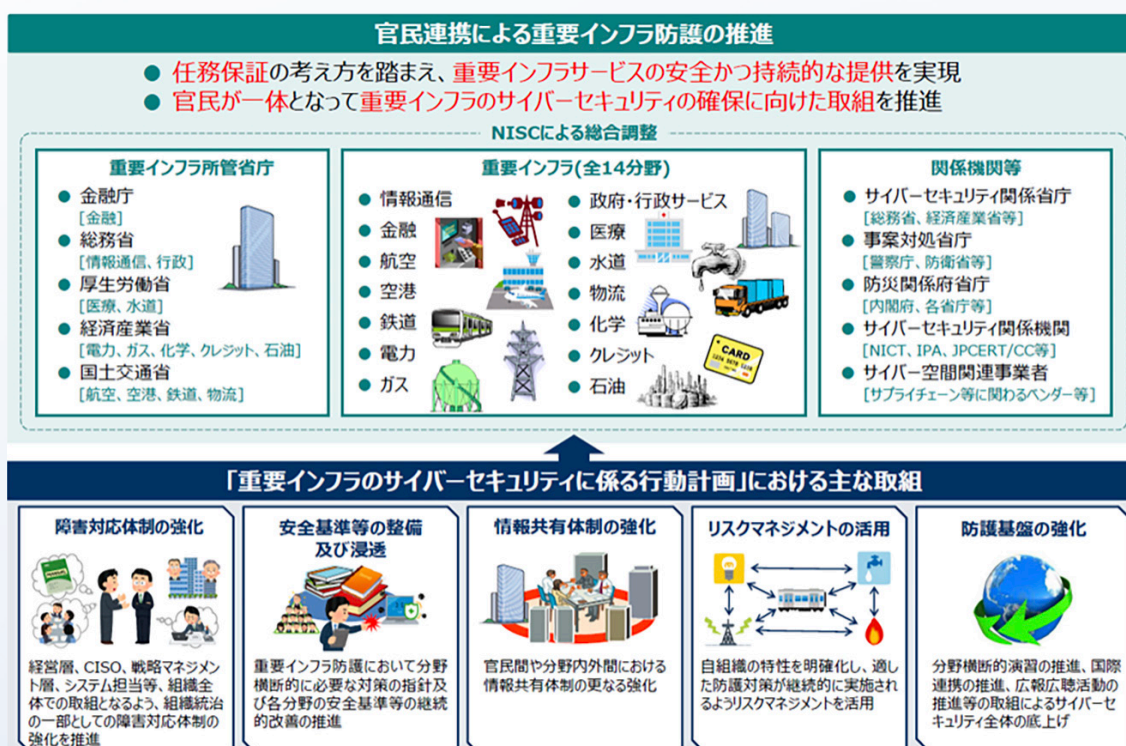 官民連携による重要インフラ防護の推進
● 任務保証の考え方を踏まえ、重要インフラサービスの安全かつ持続的な提供を実現
● 官民が一体となって重要インフラのサイバーセキュリティの確保に向けた取組を推進
NISCによる総合調整
重要インフラ所管省庁
● 金融庁
[金融]
● 総務省
[情報通信、行政]
● 厚生労働省
[医療、水道]
● 経済産業省
[電力、ガス、化学、クレジット、石油]
● 国土交通省
[航空、空港、鉄道、物流]
重要インフラ(全14分野)
● 情報通信
● 金融
● 航空
● 空港
● 鉄道
● 電力
● ガス
● 政府・行政サービス
● 医療
● 水道
● 物流
● 化学
● クレジット
● 石油
CARD
関係機関等
● サイバーセキュリティ関係省庁
[総務省、経済産業省等]
● 事案対処省庁
[警察庁、防衛省等]
● 防災関係府省庁
[内閣府、各省庁等]
● サイバーセキュリティ関係機関
[NICT、IPA、JPCERT/CC等]
● サイバー空間関連事業者
[サプライチェーン等に関わるベンダー等]
「重要インフラのサイバーセキュリティに係る行動計画」における主な取組
障害対応体制の強化
MANUAL
経営層、CISO、戦略マネジメン
ト層、システム担当等、組織全
体での取組となるよう、組織統治
の一部としての障害対応体制の
強化を推進
安全基準等の整備
及び浸透
重要インフラ防護において分野
横断的に必要な対策の指針及
び各分野の安全基準等の継続
的改善の推進
情報共有体制の強化
官民間や分野内外間における
情報共有体制の更なる強化
リスクマネジメントの活用
自組織の特性を明確化し、適し
た防護対策が継続的に実施され
るようリスクマネジメントを活用
防護基盤の強化
分野横断的演習の推進、国際
連携の推進、広報広聴活動の
推進等の取組によるサイバーセ
キュリティ全体の底上げ